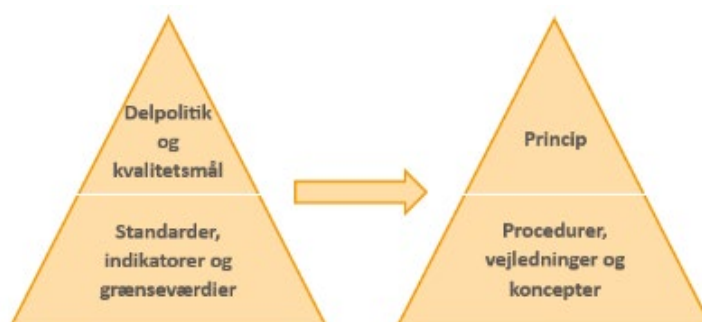 Delpolitik
og
kvalitetsmål
Standarder,
indikatorer og
grænseværdier
Princip
Procedurer,
vejledninger og
koncepter